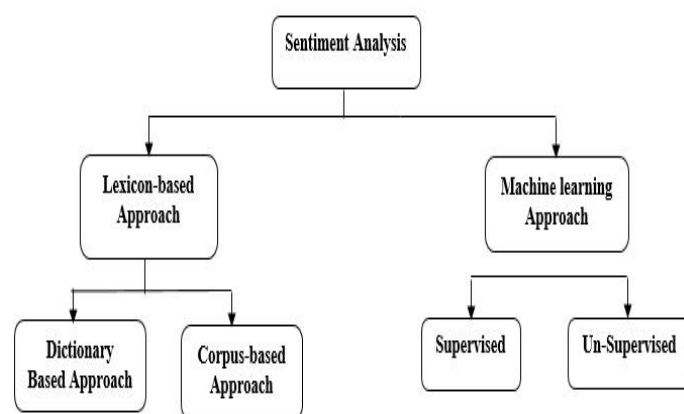 Sentiment Analysis
Lexicon-based
Approach
Machine learning
Approach
Dictionary
Based Approach
Corpus-based
Approach
Supervised
Un-Supervised